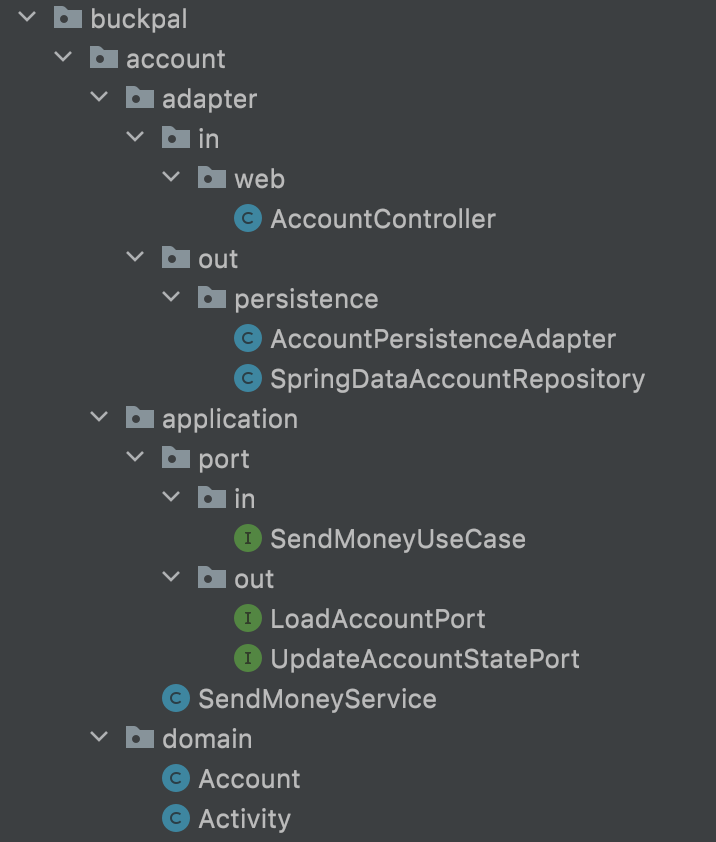 buckpal
account
adapter
in
web
C AccountController
out
persistence
C AccountPersistenceAdapter
C SpringDataAccountRepository
application
port
in
I SendMoneyUseCase
out
I LoadAccountPort
I UpdateAccountStatePort
C SendMoneyService
domain
C Account
C Activity